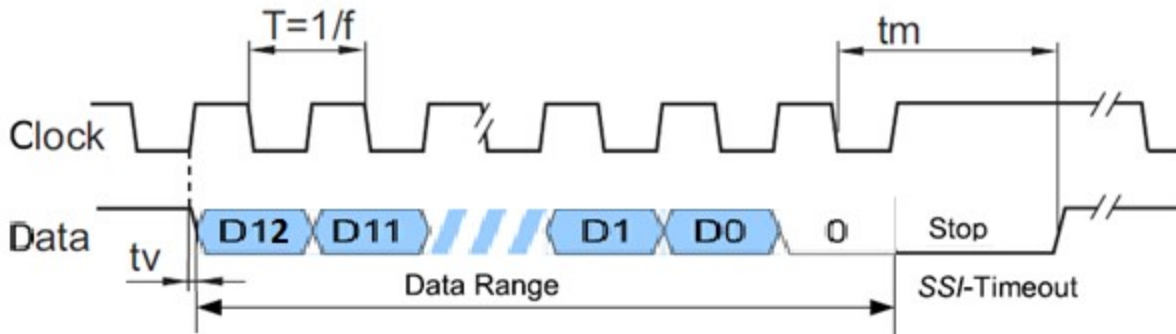 T=1/f
tm
Clock
Data
D12
D11
D1
D0
0
Stop
tv
Data Range
SSI-Timeout